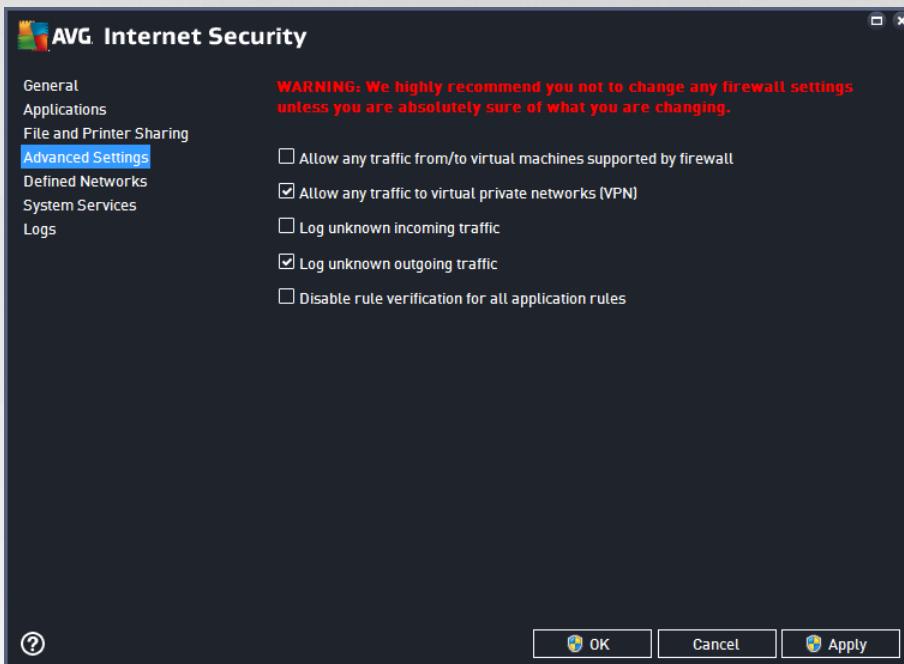 AVG Internet Security
General
Applications
File and Printer Sharing
Advanced Settings
Defined Networks
System Services
Logs
WARNING: We highly recommend you not to change any firewall settings
unless you are absolutely sure of what you are changing.
Allow any traffic from/to virtual machines supported by firewall
Allow any traffic to virtual private networks (VPN)
Log unknown incoming traffic
Log unknown outgoing traffic
Disable rule verification for all application rules
?
OK
Cancel
Apply